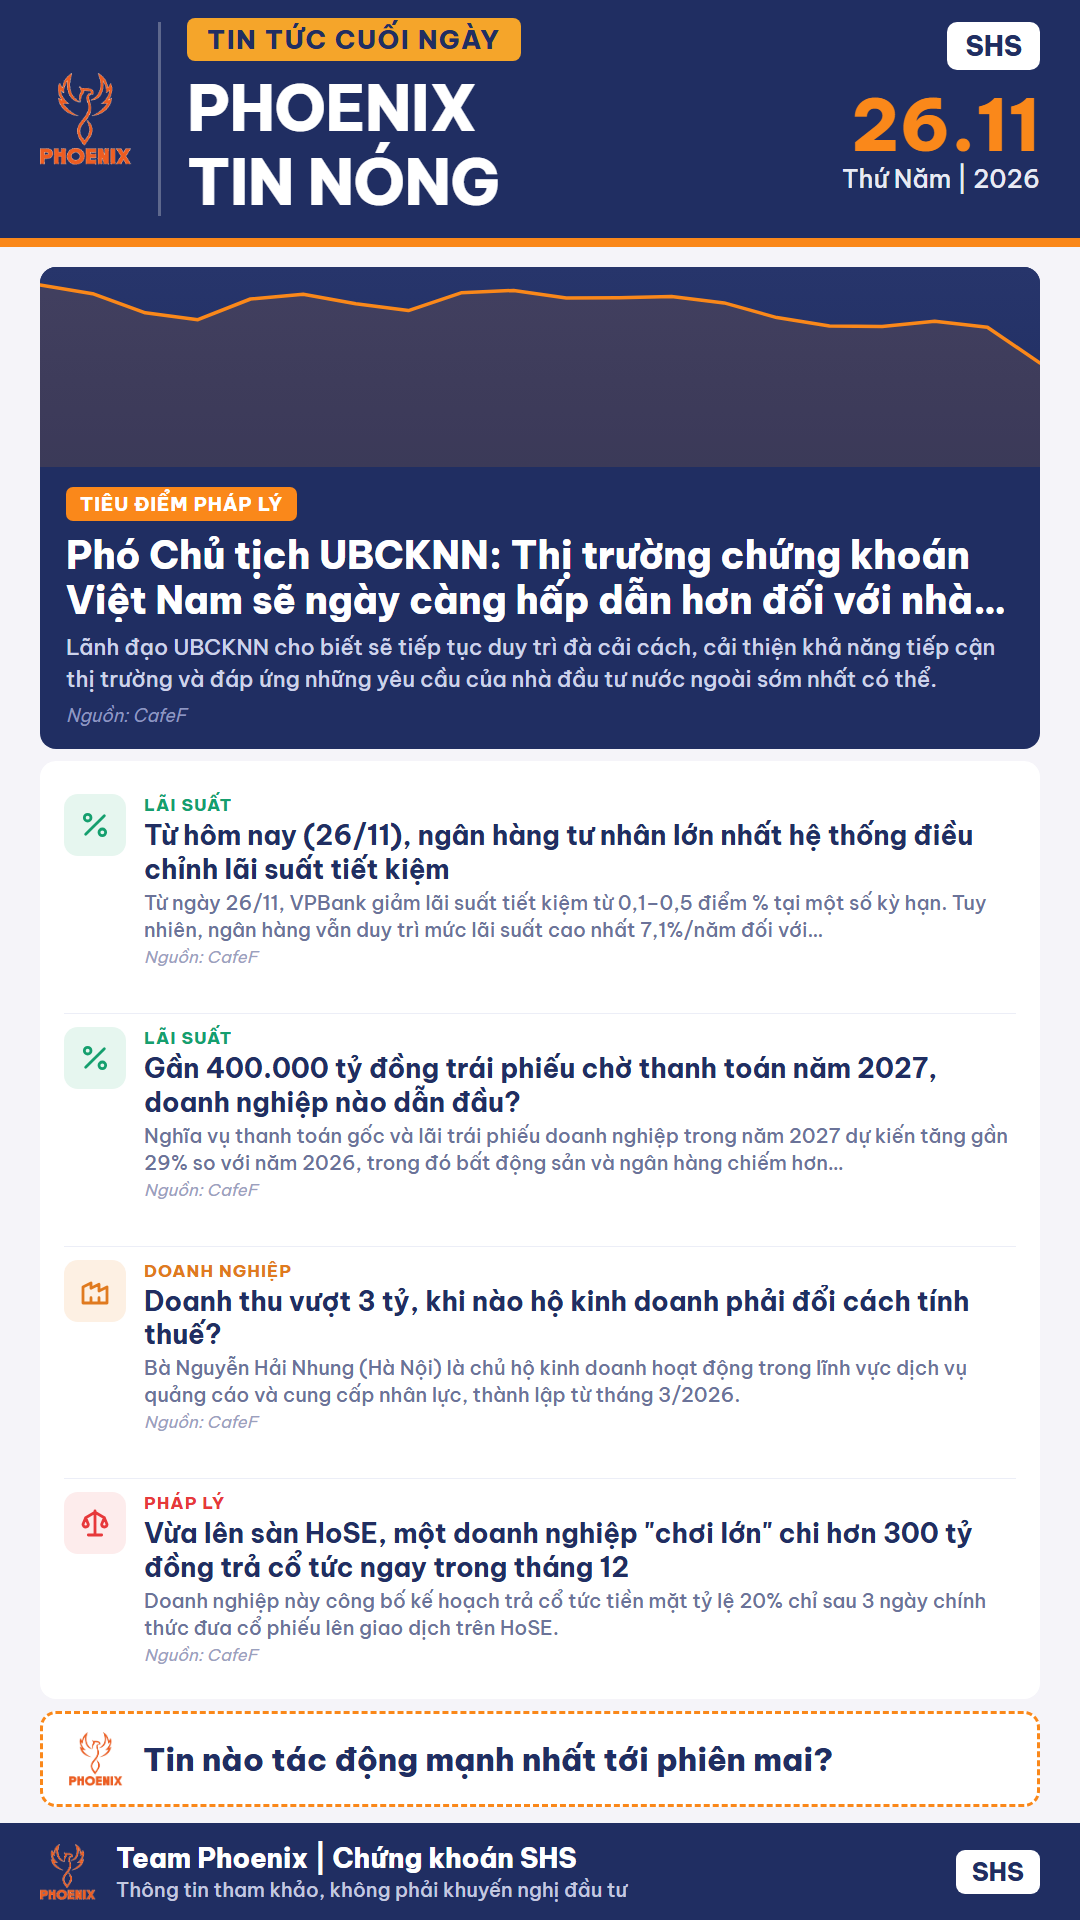 PHOENIX
TIN TỨC CUỐI NGÀY
PHOENIX
TIN NÓNG
SHS
26.11
Thứ Năm | 2026
TIÊU ĐIỂM PHÁP LÝ
Phó Chủ tịch UBCKNN: Thị trường chứng khoán
Việt Nam sẽ ngày càng hấp dẫn hơn đối với nhà...
Lãnh đạo UBCKNN cho biết sẽ tiếp tục duy trì đà cải cách, cải thiện khả năng tiếp cận
thị trường và đáp ứng những yêu cầu của nhà đầu tư nước ngoài sớm nhất có thể.
Nguồn: CafeF
LÃI SUẤT
Từ hôm nay (26/11), ngân hàng tư nhân lớn nhất hệ thống điều
chỉnh lãi suất tiết kiệm
Từ ngày 26/11, VPBank giảm lãi suất tiết kiệm từ 0,1–0,5 điểm % tại một số kỳ hạn. Tuy
nhiên, ngân hàng vẫn duy trì mức lãi suất cao nhất 7,1%/năm đối với...
Nguồn: CafeF
LÃI SUẤT
Gần 400.000 tỷ đồng trái phiếu chờ thanh toán năm 2027,
doanh nghiệp nào dẫn đầu?
Nghĩa vụ thanh toán gốc và lãi trái phiếu doanh nghiệp trong năm 2027 dự kiến tăng gần
29% so với năm 2026, trong đó bất động sản và ngân hàng chiếm hơn...
Nguồn: CafeF
DOANH NGHIỆP
Doanh thu vượt 3 tỷ, khi nào hộ kinh doanh phải đổi cách tính
thuế?
Bà Nguyễn Hải Nhung (Hà Nội) là chủ hộ kinh doanh hoạt động trong lĩnh vực dịch vụ
quảng cáo và cung cấp nhân lực, thành lập từ tháng 3/2026.
Nguồn: CafeF
PHÁP LÝ
Vừa lên sàn HoSE, một doanh nghiệp "chơi lớn" chi hơn 300 tỷ
đồng trả cổ tức ngay trong tháng 12
Doanh nghiệp này công bố kế hoạch trả cổ tức tiền mặt tỷ lệ 20% chỉ sau 3 ngày chính
thức đưa cổ phiếu lên giao dịch trên HoSE.
Nguồn: CafeF
PHOENIX
Tin nào tác động mạnh nhất tới phiên mai?
PHOENIX
Team Phoenix | Chứng khoán SHS
Thông tin tham khảo, không phải khuyến nghị đầu tư
SHS